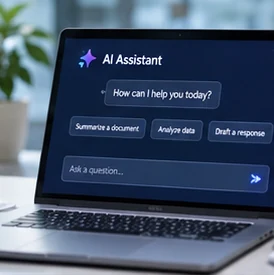 AI Assistant
How can I help you today?
Summarize a document
Analyze data
Draft a response
Ask a question...